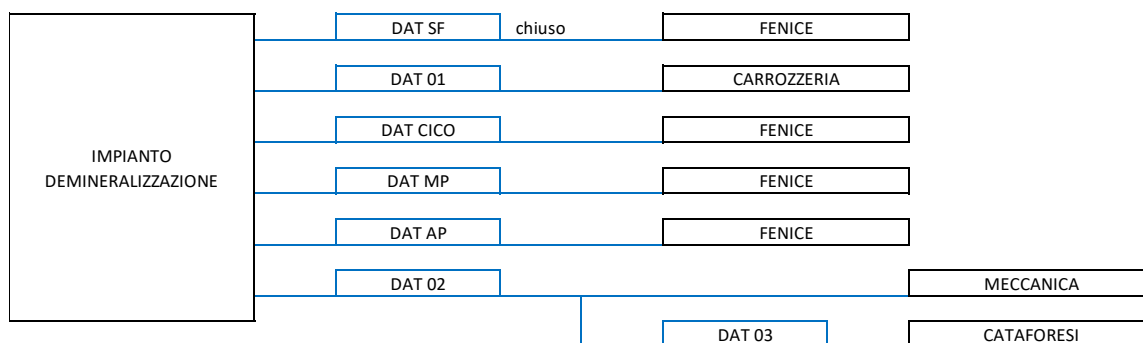 DAT SF chiuso FENICE
DAT 01 CARROZZERIA
DAT CICO FENICE
IMPIANTO
DEMINERALIZZAZIONE
DAT MP FENICE
DAT AP FENICE
DAT 02 MECCANICA
DAT 03 CATAFORESI